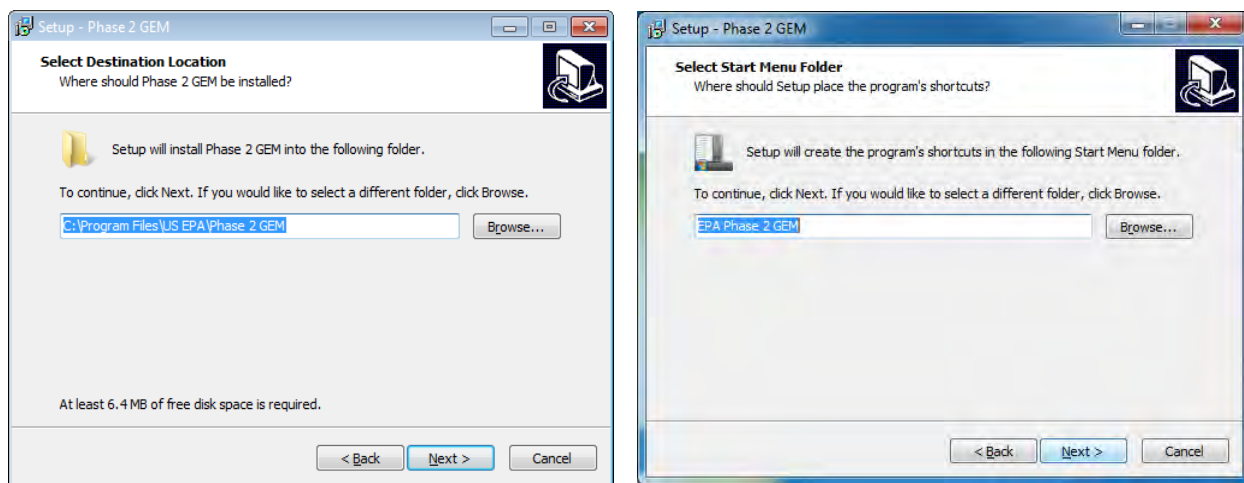 Setup - Phase 2 GEM
Select Destination Location
Where should Phase 2 GEM be installed?
Setup will install Phase 2 GEM into the following folder.
To continue, click Next. If you would like to select a different folder, click Browse.
C:\Program Files\US EPA\Phase 2 GEM
Browse...
At least 6.4 MB of free disk space is required.
< Back
Next >
Cancel
Setup - Phase 2 GEM
Select Start Menu Folder
Where should Setup place the program's shortcuts?
Setup will create the program's shortcuts in the following Start Menu folder.
To continue, click Next. If you would like to select a different folder, click Browse.
EPA Phase 2 GEM
Browse...
< Back
Next >
Cancel